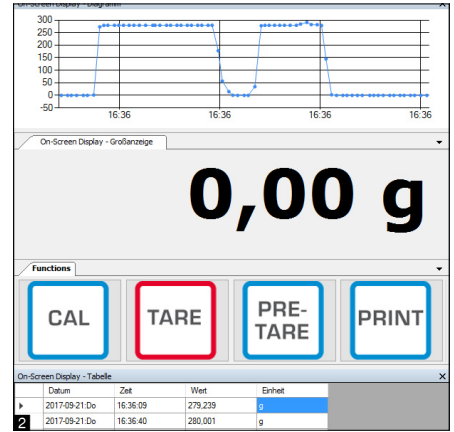 On-Screen Display - Diagramm X
300
250
200
150
100
50
0
-50
16:36 16:36 16:36 16:36
On-Screen Display - Großanzeige
0,00 g
Functions
CAL TARE PRE-TARE PRINT
On-Screen Display - Tabelle X
Datum Zeit Wert Einheit
2017-09-21:Do 16:36:09 279,239 g
2 2017-09-21:Do 16:36:40 280,001 g